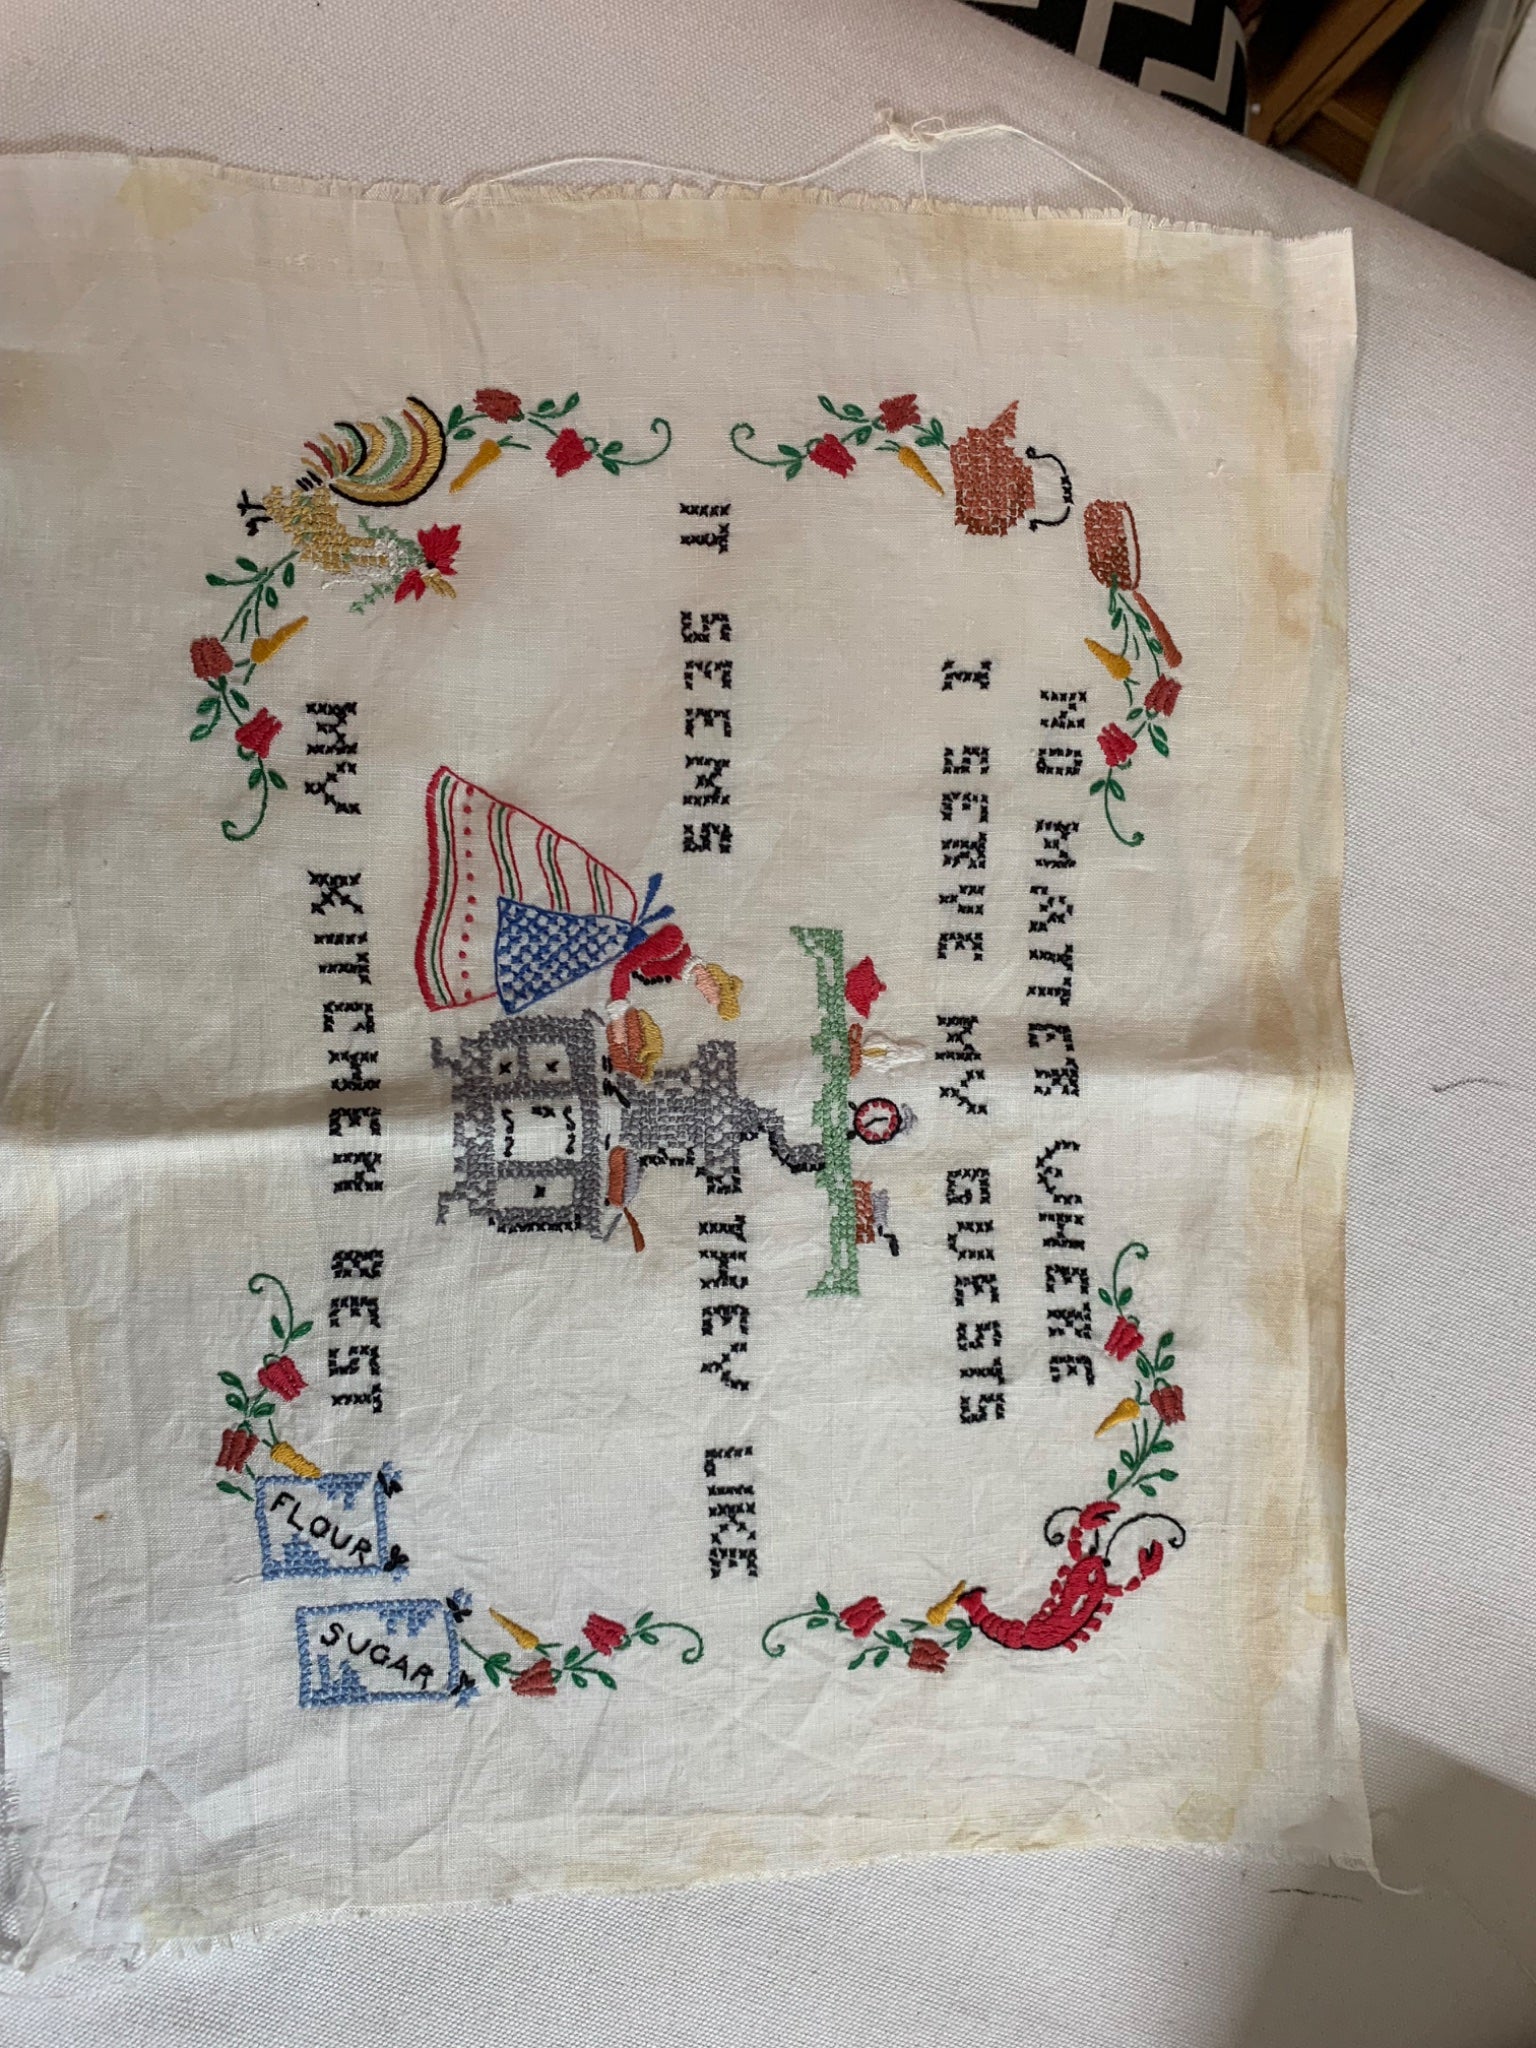 NO MATTER WHERE
I SERVE MY GUESTS
IT SEEMS THEY LIKE
MY KITCHEN BEST
FLOUR
SUGAR